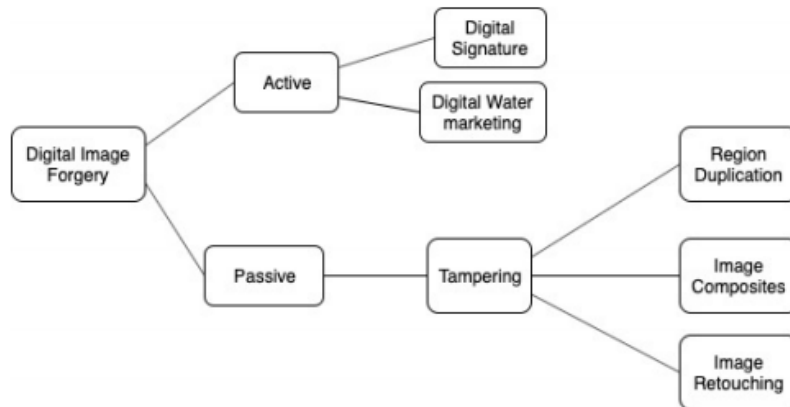 Digital
Signature
Active
Digital Water
marketing
Digital Image
Forgery
Region
Duplication
Passive
Tampering
Image
Composites
Image
Retouching